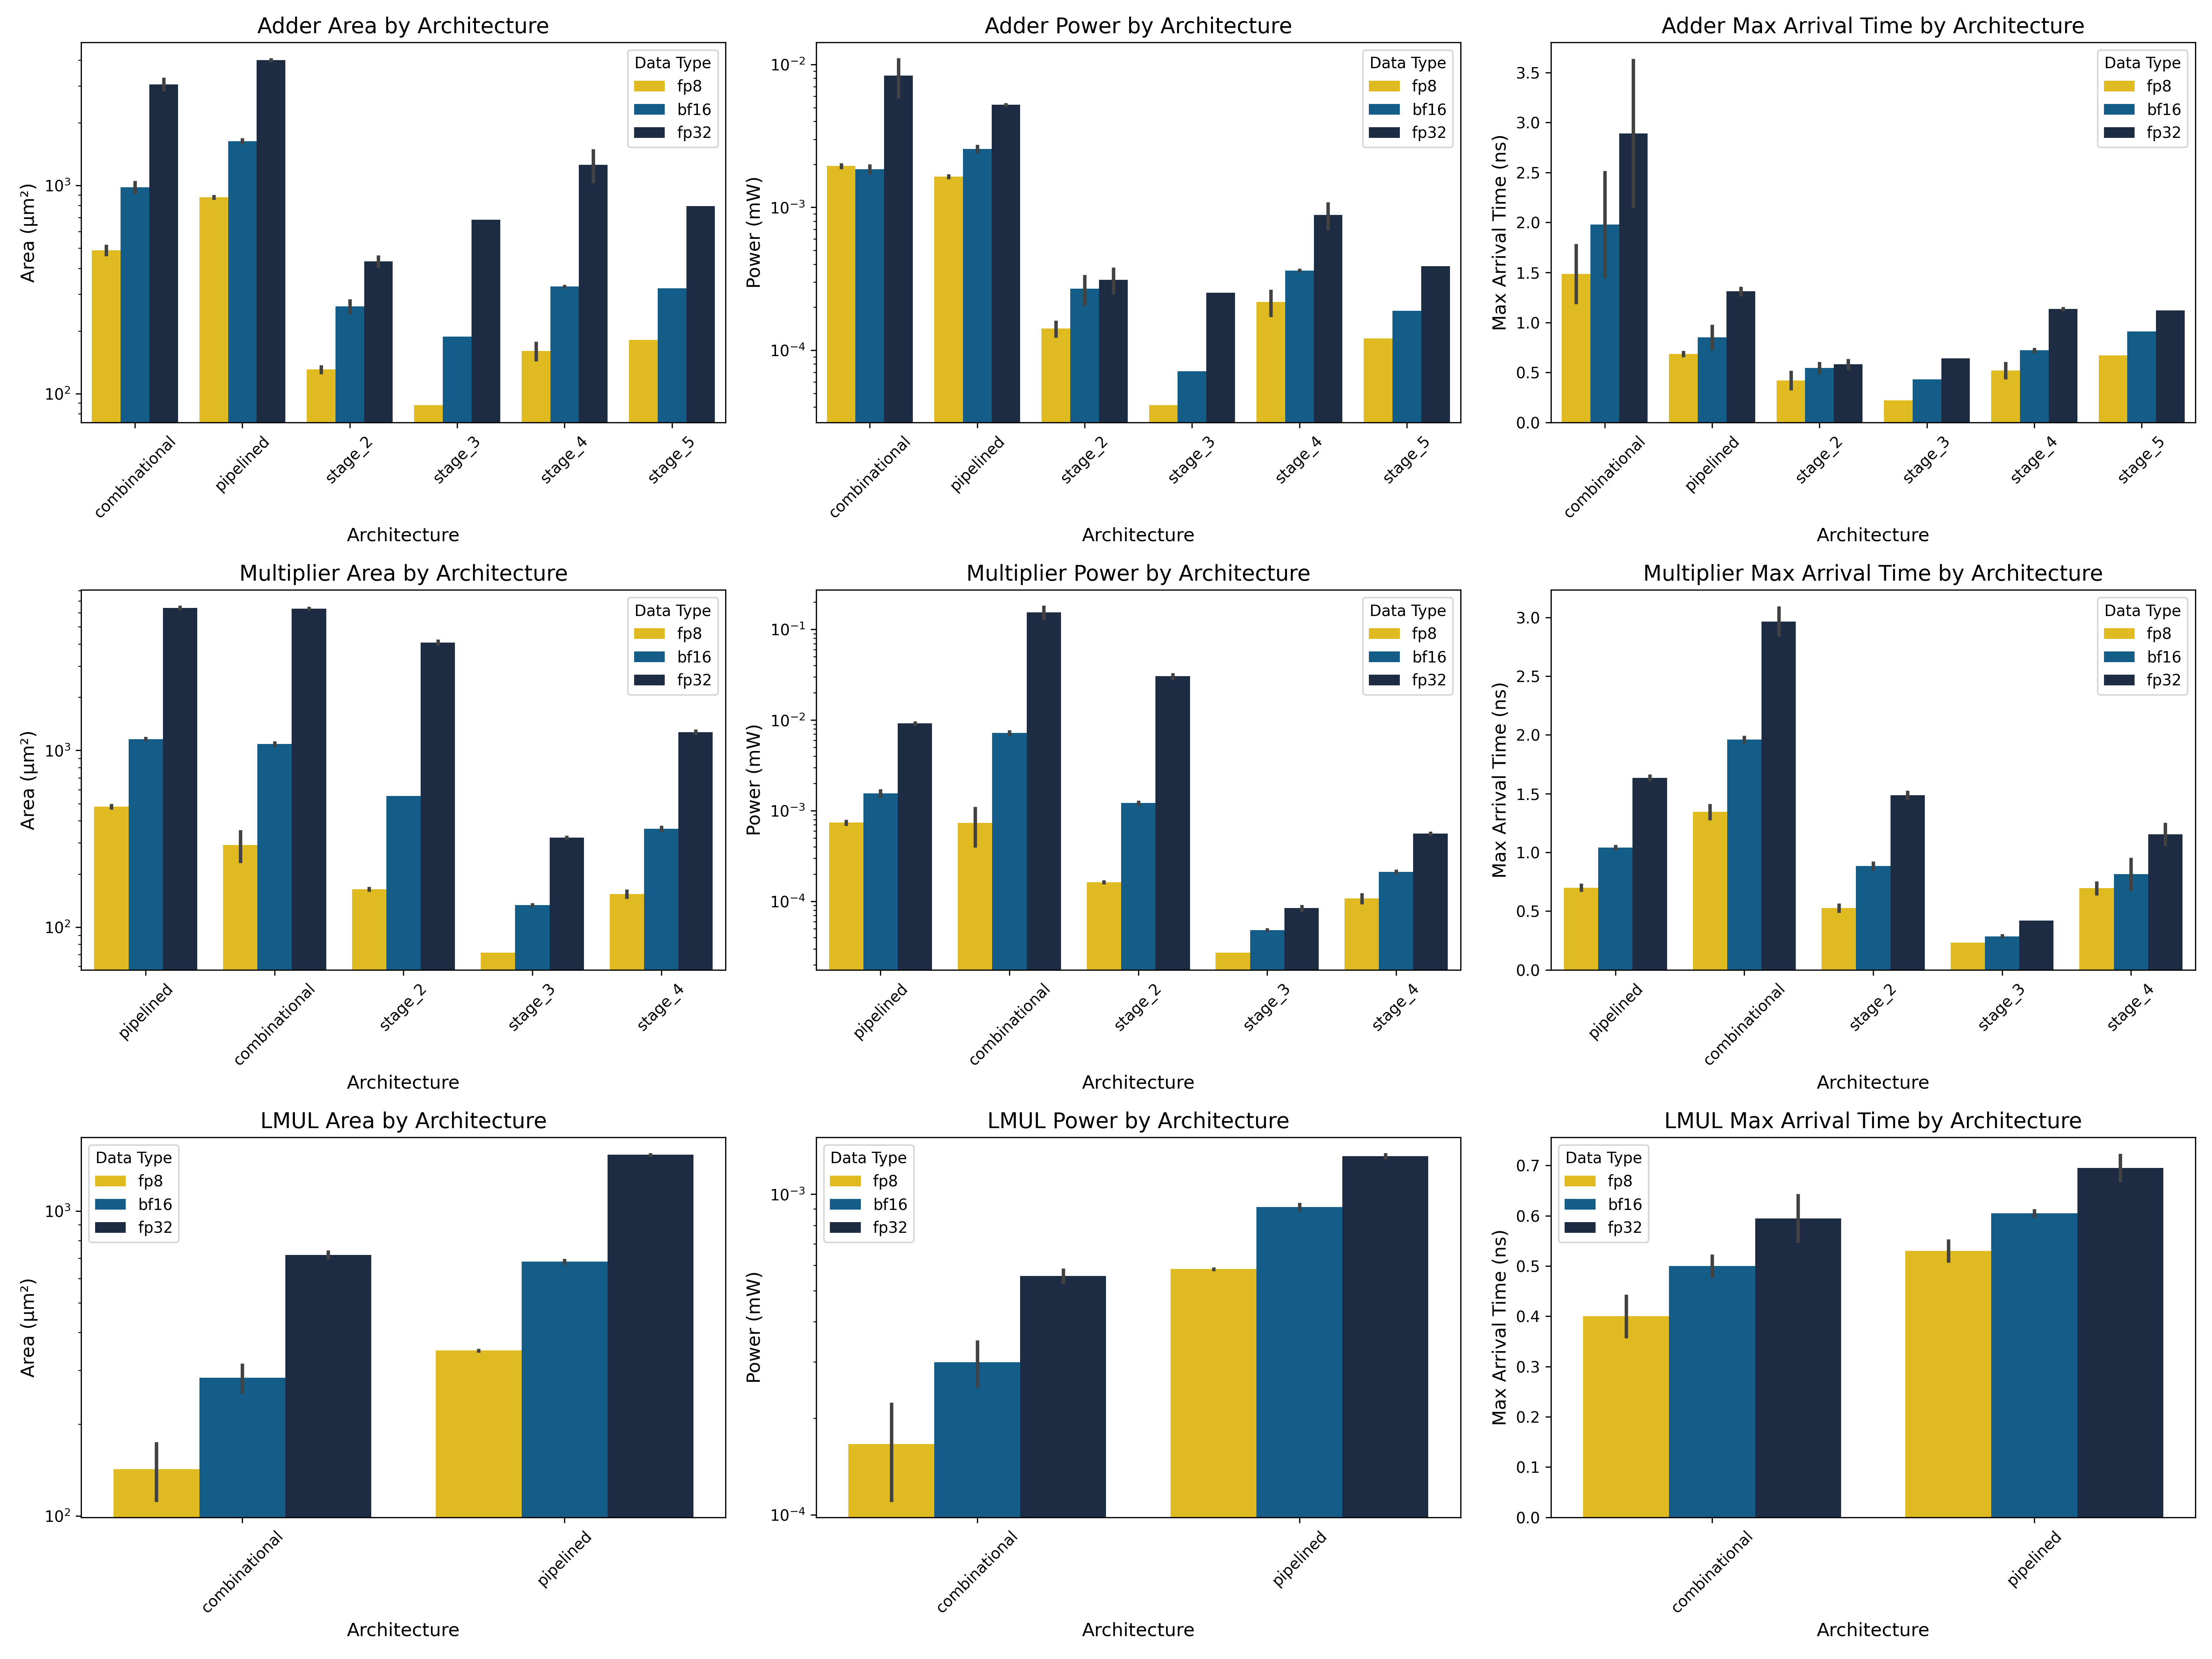 Adder Area by Architecture
Area (µm²)
10³
10²
Data Type
fp8
bf16
fp32
combinational
pipelined
stage_2
stage_3
stage_4
stage_5
Architecture
Adder Power by Architecture
Power (mW)
10⁻²
10⁻³
10⁻⁴
Data Type
fp8
bf16
fp32
combinational
pipelined
stage_2
stage_3
stage_4
stage_5
Architecture
Adder Max Arrival Time by Architecture
Max Arrival Time (ns)
3.5
3.0
2.5
2.0
1.5
1.0
0.5
0.0
Data Type
fp8
bf16
fp32
combinational
pipelined
stage_2
stage_3
stage_4
stage_5
Architecture
Multiplier Area by Architecture
Area (µm²)
10³
10²
Data Type
fp8
bf16
fp32
pipelined
combinational
stage_2
stage_3
stage_4
Architecture
Multiplier Power by Architecture
Power (mW)
10⁻¹
10⁻²
10⁻³
10⁻⁴
Data Type
fp8
bf16
fp32
pipelined
combinational
stage_2
stage_3
stage_4
Architecture
Multiplier Max Arrival Time by Architecture
Max Arrival Time (ns)
3.0
2.5
2.0
1.5
1.0
0.5
0.0
Data Type
fp8
bf16
fp32
pipelined
combinational
stage_2
stage_3
stage_4
Architecture
LMUL Area by Architecture
Area (µm²)
10³
10²
Data Type
fp8
bf16
fp32
combinational
pipelined
Architecture
LMUL Power by Architecture
Power (mW)
10⁻³
10⁻⁴
Data Type
fp8
bf16
fp32
combinational
pipelined
Architecture
LMUL Max Arrival Time by Architecture
Max Arrival Time (ns)
0.7
0.6
0.5
0.4
0.3
0.2
0.1
0.0
Data Type
fp8
bf16
fp32
combinational
pipelined
Architecture